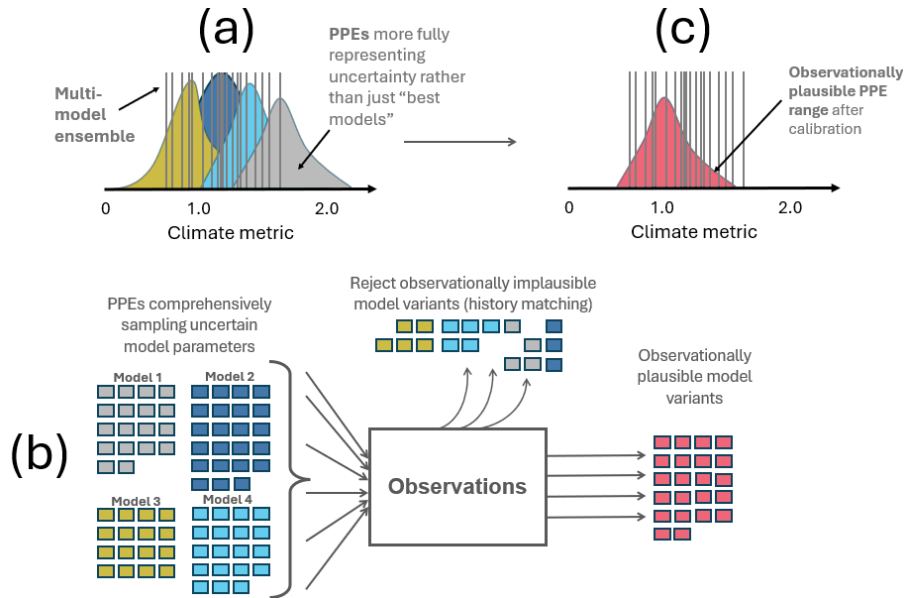 (a)
(c)
PPEs more fully
representing
uncertainty rather
than just “best
models”
Multi-
model
ensemble
Observationally
plausible PPE
range after
calibration
0 1.0 2.0
Climate metric
0 1.0 2.0
Climate metric
Reject observationally implausible
model variants (history matching)
PPEs comprehensively
sampling uncertain
model parameters
Observationally
plausible model
variants
Model 1 Model 2
(b)
Observations
Model 3 Model 4